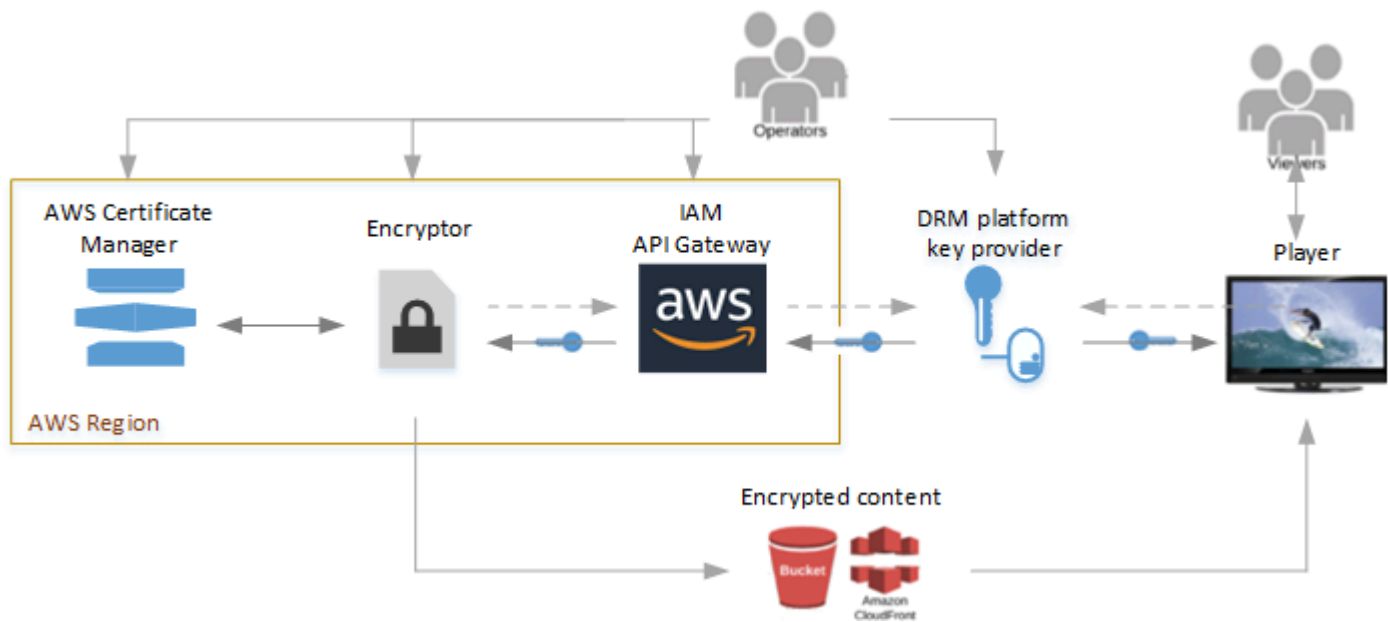 Operators
Viewers
AWS Certificate
Manager
Encryptor
IAM
API Gateway
DRM platform
key provider
Player
aws
AWS Region
Encrypted content
Bucket
Amazon
CloudFront